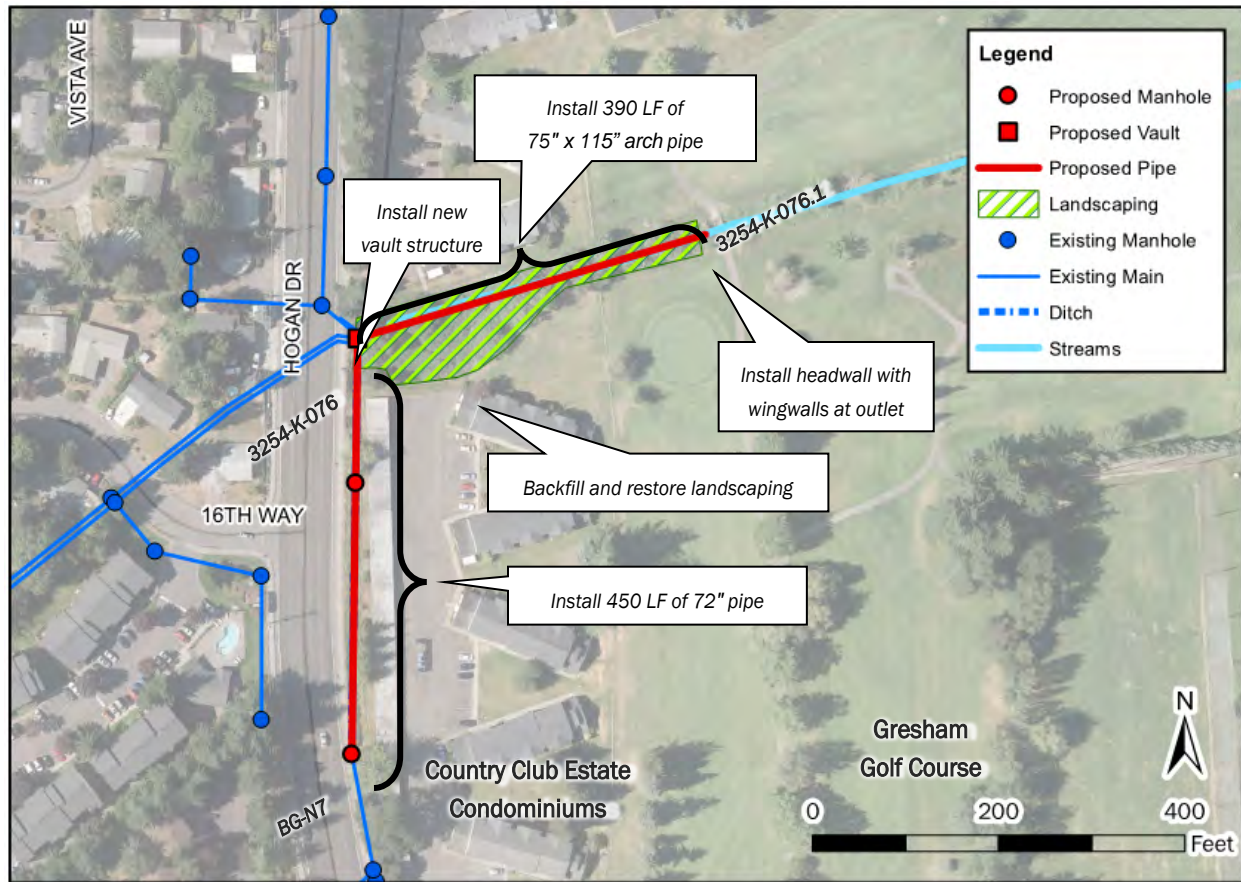 VISTA AVE
Install 390 LF of
75" x 115” arch pipe
Install new
vault structure
3254-K-076.1
HOGAN DR
3254-K-076
16TH WAY
Install headwall with
wingwalls at outlet
Backfill and restore landscaping
Install 450 LF of 72" pipe
BG-N7
Country Club Estate
Condominiums
Gresham
Golf Course
Legend
Proposed Manhole
Proposed Vault
Proposed Pipe
Landscaping
Existing Manhole
Existing Main
Ditch
Streams
N
0 200 400
Feet